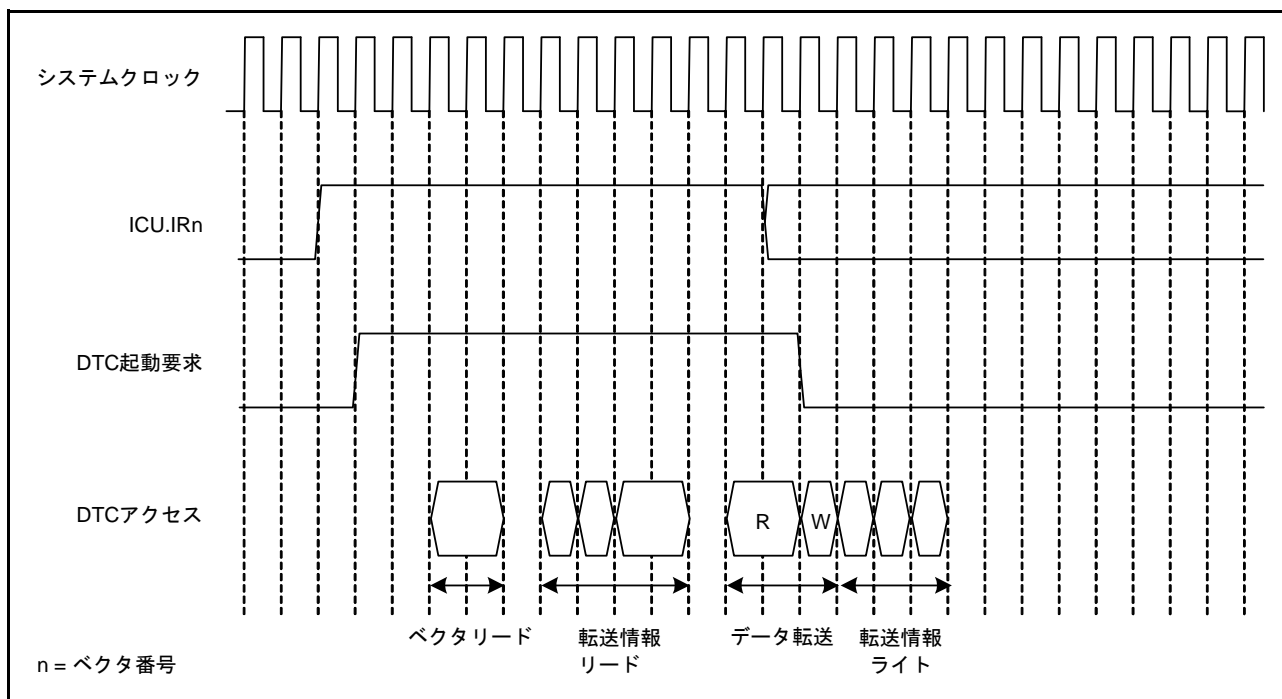 システムクロック
ICU.IRn
DTC起動要求
DTCアクセス
R
W
ベクタリード
転送情報
リード
データ転送
転送情報
ライト
n = ベクタ番号